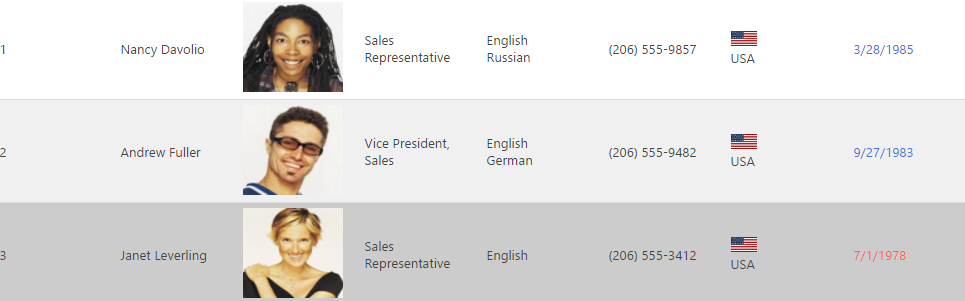 1 Nancy Davolio Sales Representative English Russian (206) 555-9857 USA 3/28/1985
2 Andrew Fuller Vice President, Sales English German (206) 555-9482 USA 9/27/1983
3 Janet Leverling Sales Representative English (206) 555-3412 USA 7/1/1978